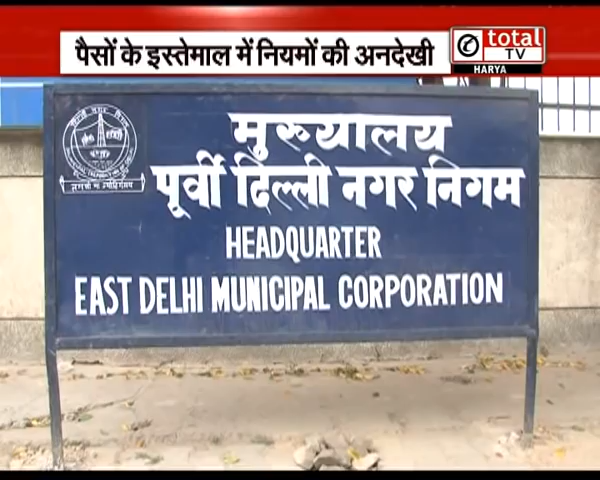 पैसों के इस्तेमाल में नियमों की अनदेखी
total
TV
HARYA
मुख्यालय
पूर्वी दिल्ली नगर निगम
HEADQUARTER
EAST DELHI MUNICIPAL CORPORATION